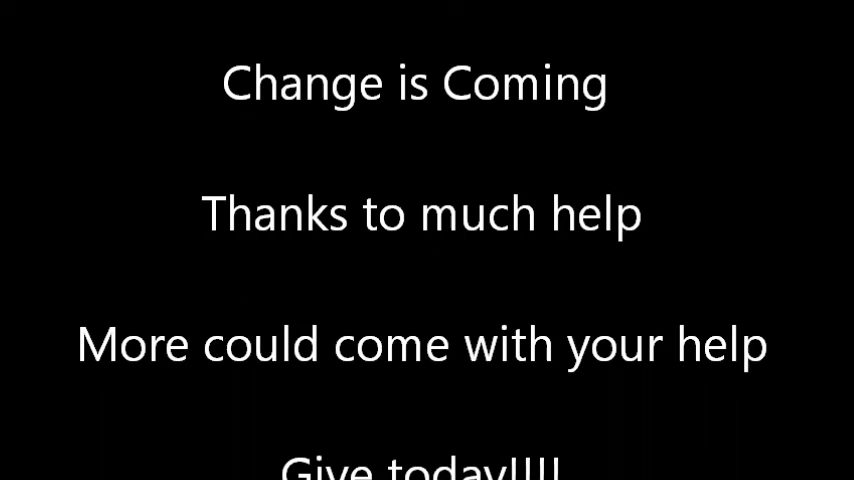 Change is Coming
Thanks to much help
More could come with your help
Give today!!!!